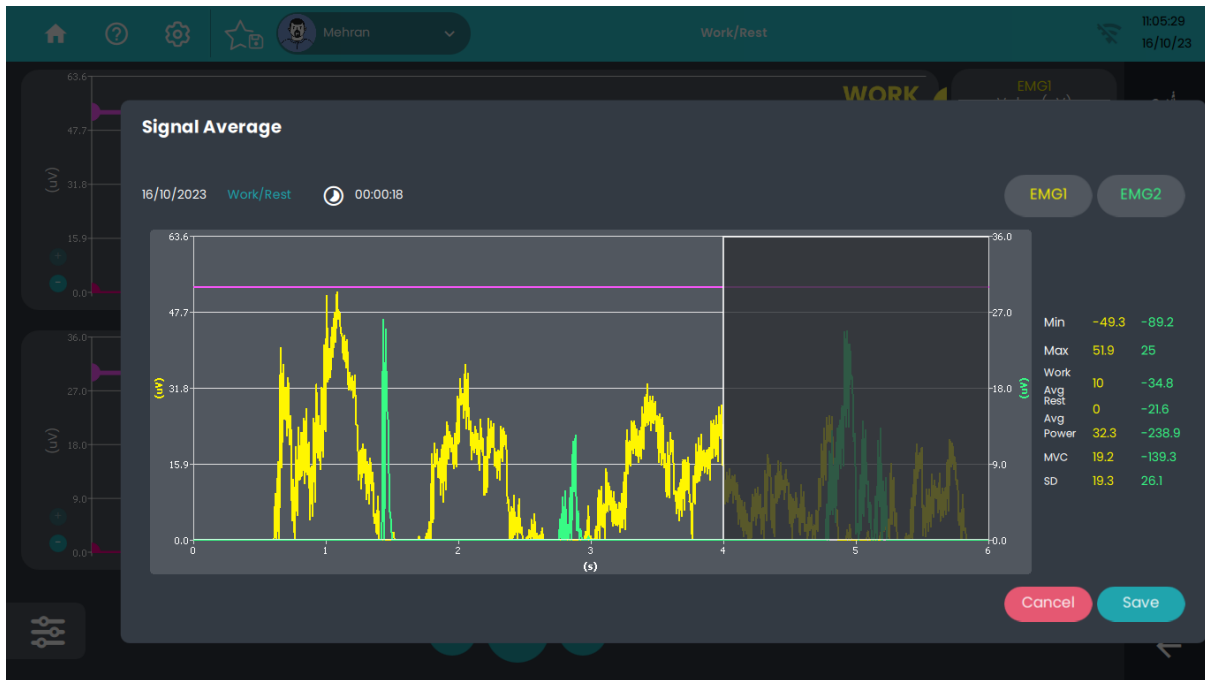 Mehran
Work/Rest
11:05:29
16/10/23
63.6
47.7
(uV)
31.8
15.9
0.0
WORK
EMG1
36.0
27.0
(uV)
18.0
9.0
0.0
Signal Average
16/10/2023 Work/Rest 00:00:18
EMG1 EMG2
63.6
47.7
(uV)
31.8
15.9
0.0
36.0
27.0
18.0
(uV)
9.0
0.0
0 1 2 3 4 5 6
(s)
Min -49.3 -89.2
Max 51.9 25
Work Avg 10 -34.8
Rest Avg 0 -21.6
Power 32.3 -238.9
MVC 19.2 -139.3
SD 19.3 26.1
Cancel Save